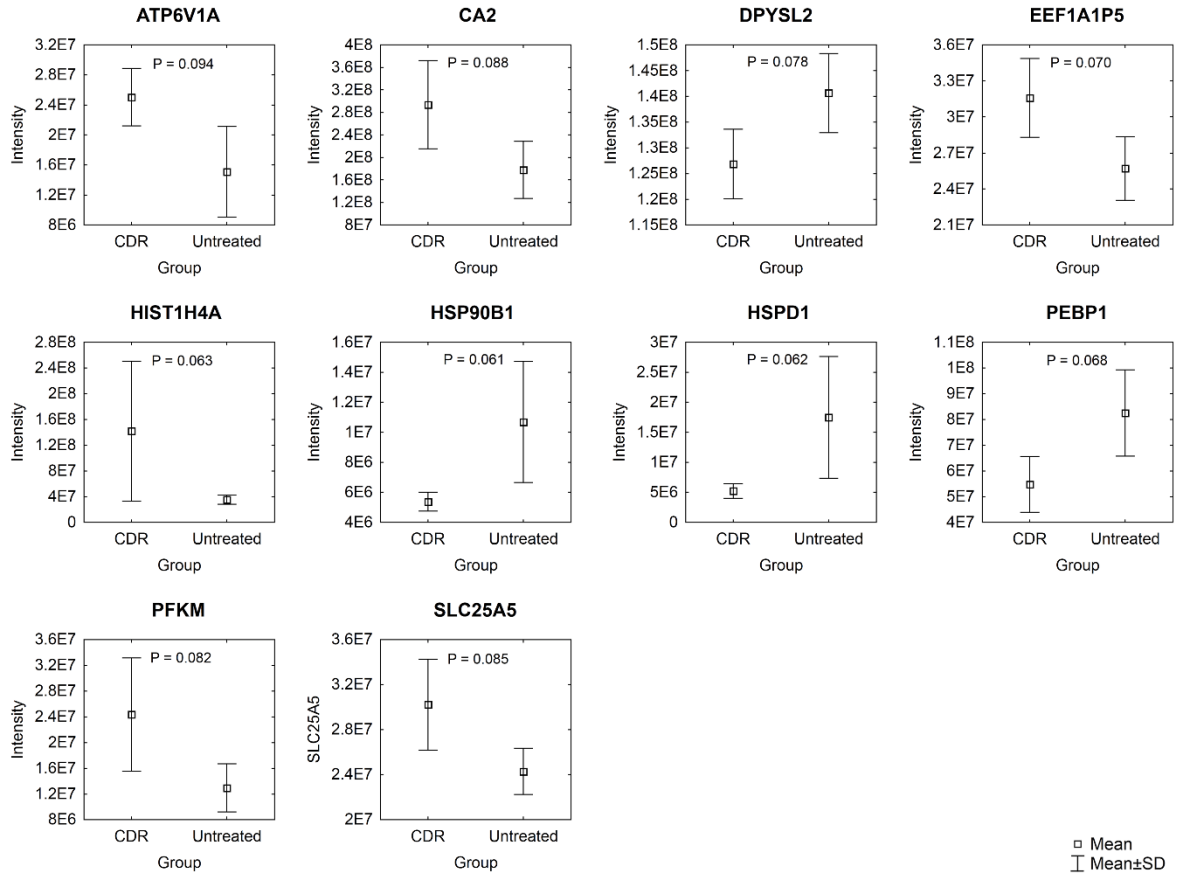 ATP6V1A
3.2E7
2.8E7
2.4E7
2E7
1.6E7
1.2E7
8E6
Intensity
P = 0.094
CDR Untreated
Group
CA2
4E8
3.6E8
3.2E8
2.8E8
2.4E8
2E8
1.6E8
1.2E8
8E7
Intensity
P = 0.088
CDR Untreated
Group
DPYSL2
1.5E8
1.45E8
1.4E8
1.35E8
1.3E8
1.25E8
1.2E8
1.15E8
Intensity
P = 0.078
CDR Untreated
Group
EEF1A1P5
3.6E7
3.3E7
3E7
2.7E7
2.4E7
2.1E7
Intensity
P = 0.070
CDR Untreated
Group
HIST1H4A
2.8E8
2.4E8
2E8
1.6E8
1.2E8
8E7
4E7
0
Intensity
P = 0.063
CDR Untreated
Group
HSP90B1
1.6E7
1.4E7
1.2E7
1E7
8E6
6E6
4E6
Intensity
P = 0.061
CDR Untreated
Group
HSPD1
3E7
2.5E7
2E7
1.5E7
1E7
5E6
0
Intensity
P = 0.062
CDR Untreated
Group
PEBP1
1.1E8
1E8
9E7
8E7
7E7
6E7
5E7
4E7
Intensity
P = 0.068
CDR Untreated
Group
PFKM
3.6E7
3.2E7
2.8E7
2.4E7
2E7
1.6E7
1.2E7
8E6
Intensity
P = 0.082
CDR Untreated
Group
SLC25A5
3.6E7
3.2E7
2.8E7
2.4E7
2E7
SLC25A5
P = 0.085
CDR Untreated
Group
Mean
Mean±SD